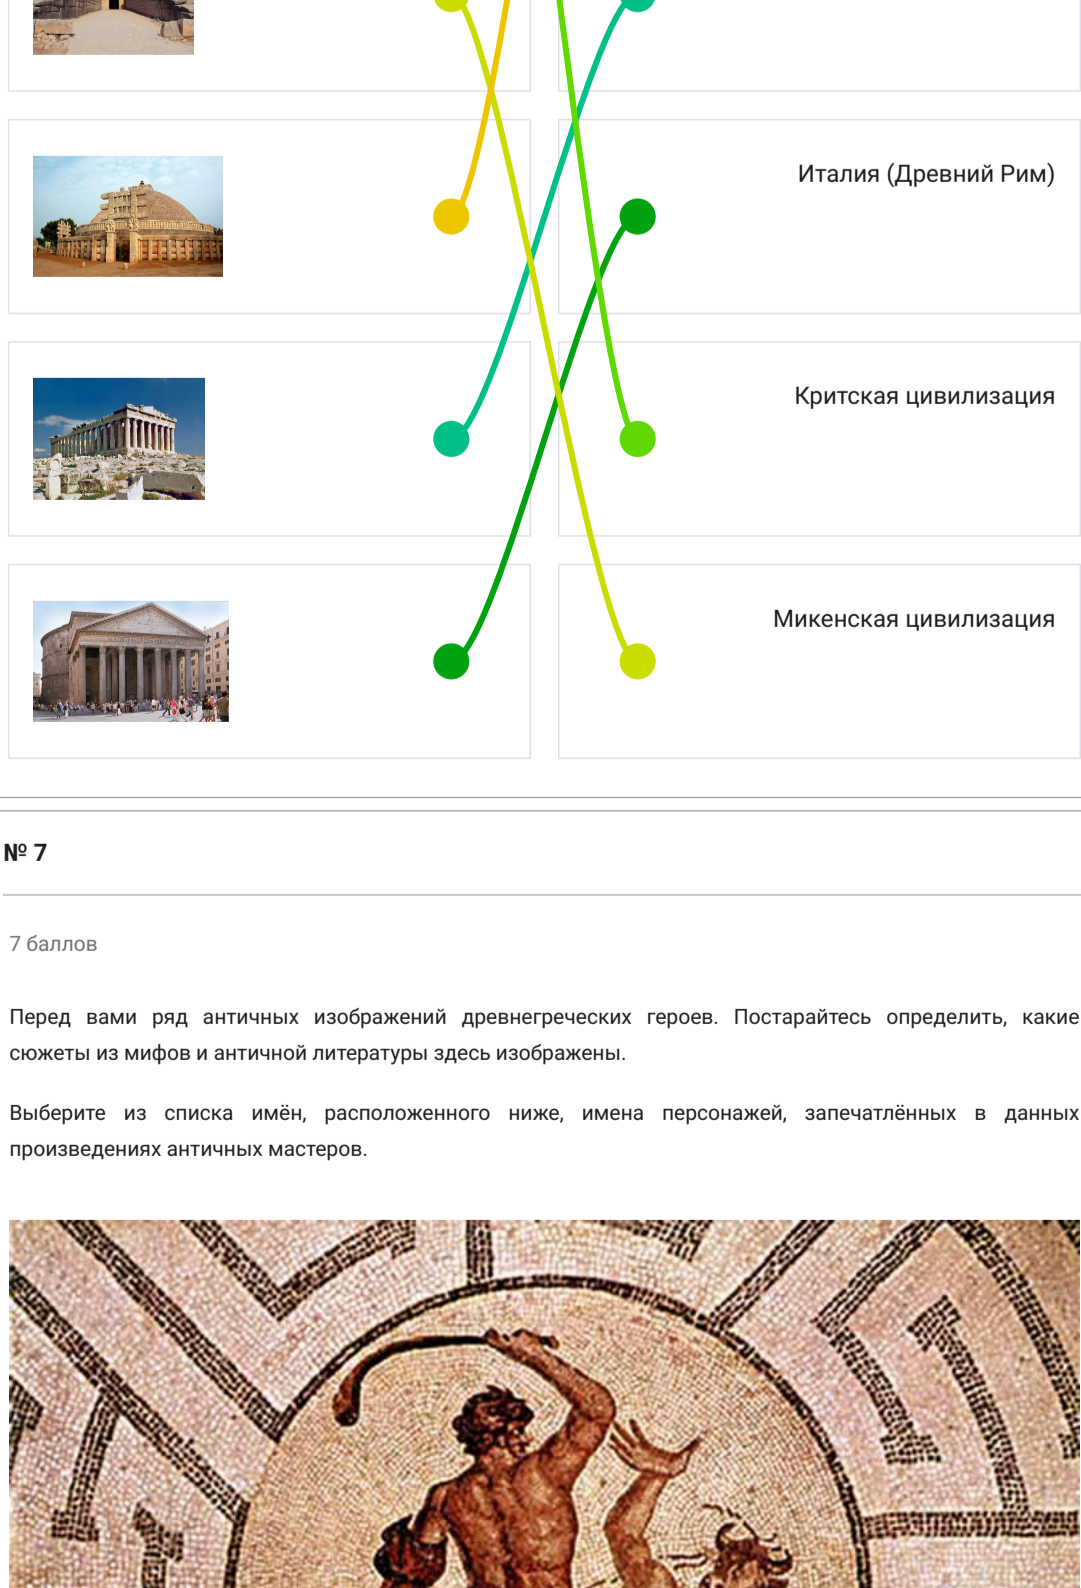 Италия (Древний Рим)
Критская цивилизация
Микенская цивилизация
№ 7
7 баллов
Перед вами ряд античных изображений древнегреческих героев. Постарайтесь определить, какие
сюжеты из мифов и античной литературы здесь изображены.
Выберите из списка имён, расположенного ниже, имена персонажей, запечатлённых в данных
произведениях античных мастеров.